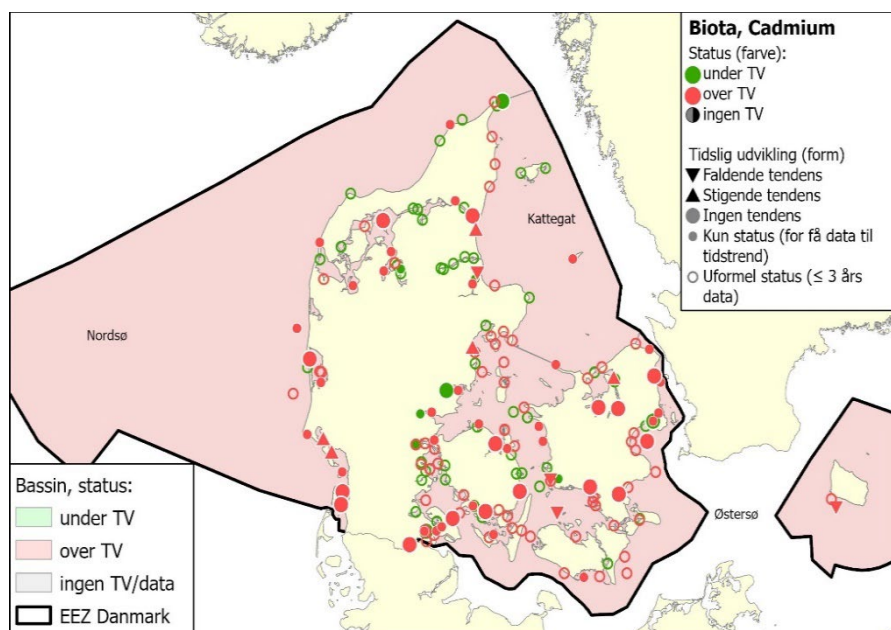 Biota, Cadmium
Status (farve):
under TV
over TV
ingen TV
Tidslig udvikling (form)
Faldende tendens
Stigende tendens
Ingen tendens
Kun status (for få data til
tidstrend)
Uformel status (≤ 3 års
data)
Kattegat
Nordsø
Østersø
Bassin, status:
under TV
over TV
ingen TV/data
EEZ Danmark